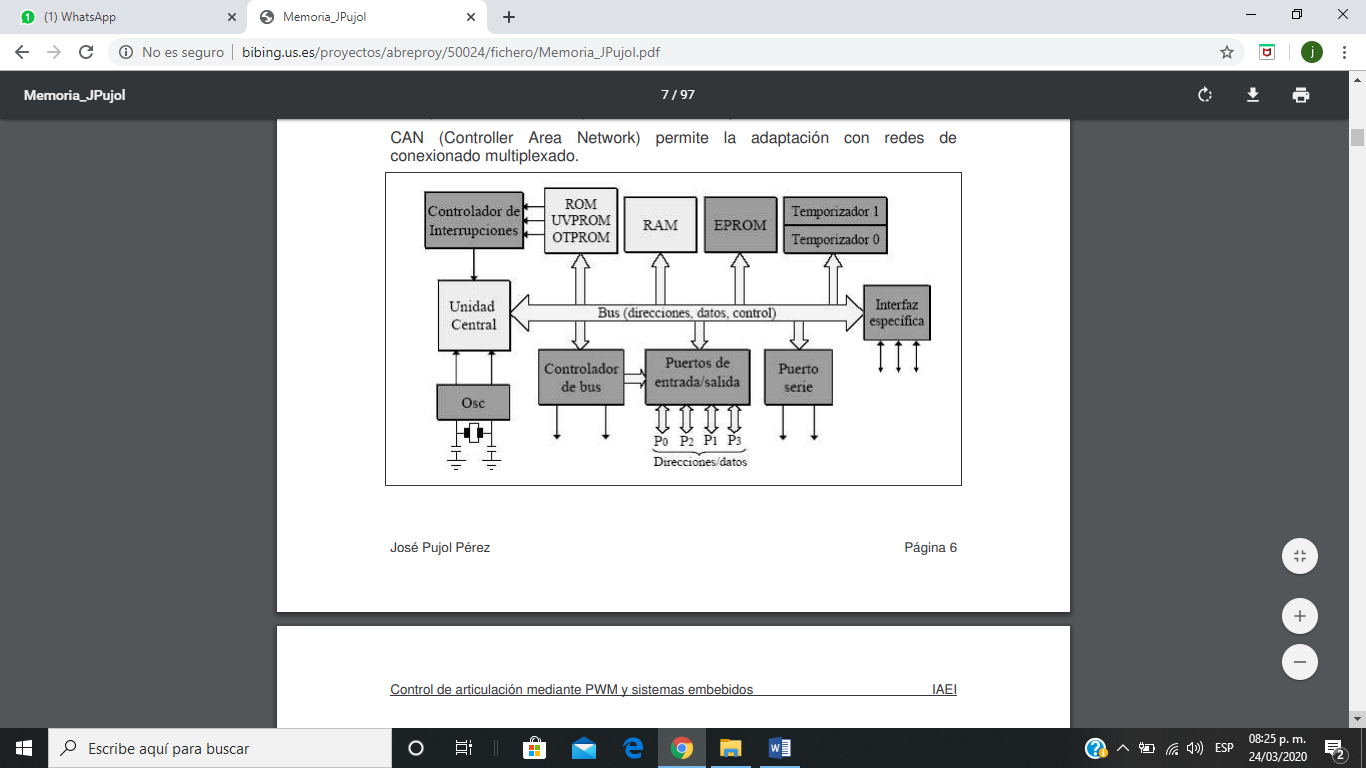 (1) WhatsApp
Memoria_JPujol
No es seguro
bibing.us.es/proyectos/abreproy/50024/fichero/Memoria_JPujol.pdf
j
Memoria_JPujol
7 / 97
CAN (Controller Area Network) permite la adaptación con redes de
conexionado multiplexado.
Controlador de
Interrupciones
ROM
UVPROM
OTPROM
RAM
EPROM
Temporizador 1
Temporizador 0
Unidad
Central
Bus (direcciones, datos, control)
Interfaz
específica
Controlador
de bus
Puertos de
entrada/salida
Puerto
serie
Osc
P0 P2 P1 P3
Direcciones/datos
José Pujol Pérez
Página 6
Control de articulación mediante PWM y sistemas embebidos
IAEI
Escribe aquí para buscar
ESP
08:25 p. m.
24/03/2020
2